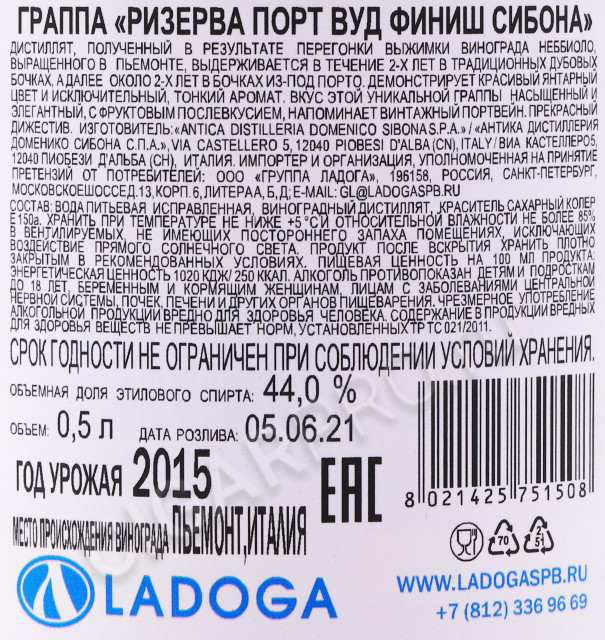 ГРАППА «РИЗЕРВА ПОРТ ВУД ФИНИШ СИБОНА»
ДИСТИЛЛЯТ, ПОЛУЧЕННЫЙ В РЕЗУЛЬТАТЕ ПЕРЕГОНКИ ВЫЖИМКИ ВИНОГРАДА НЕББИОЛО,
ВЫРАЩЕННОГО В ПЬЕМОНТЕ, ВЫДЕРЖИВАЕТСЯ В ТЕЧЕНИЕ 2-Х ЛЕТ В ТРАДИЦИОННЫХ ДУБОВЫХ
БОЧКАХ, А ДАЛЕЕ ОКОЛО 2-Х ЛЕТ В БОЧКАХ ИЗ-ПОД ПОРТО. ДЕМОНСТРИРУЕТ КРАСИВЫЙ ЯНТАРНЫЙ
ЦВЕТ И ИСКЛЮЧИТЕЛЬНЫЙ, ТОНКИЙ АРОМАТ. ВКУС ЭТОЙ УНИКАЛЬНОЙ ГРАППЫ НАСЫЩЕННЫЙ И
ЭЛЕГАНТНЫЙ, С ФРУКТОВЫМ ПОСЛЕВКУСИЕМ, НАПОМИНАЕТ ВИНТАЖНЫЙ ПОРТВЕЙН. ПРЕКРАСНЫЙ
ДИЖЕСТИВ. ИЗГОТОВИТЕЛЬ: «ANTICA DISTILLERIA DOMENICO SIBONA S.P.A.» / «АНТИКА ДИСТИЛЛЕРИЯ
ДОМЕНИКО СИБОНА С.П.А.», VIA CASTELLERO 5, 12040 PIOBESI D'ALBA (CN), ITALY / ВИА КАСТЕЛЛЕРО5,
12040 ПИОБЕЗИ Д'АЛЬБА (CH), ИТАЛИЯ. ИМПОРТЕР И ОРГАНИЗАЦИЯ, УПОЛНОМОЧЕННАЯ НА ПРИНЯТИЕ
ПРЕТЕНЗИЙ ОТ ПОТРЕБИТЕЛЕЙ: ООО «ГРУППА ЛАДОГА», 196158, РОССИЯ, САНКТ-ПЕТЕРБУРГ,
МОСКОВСКОЕШОССЕД.13, КОРП. 6, ЛИТЕРАА, Б, Д; E-MAIL: GL@LADOGASPB.RU
СОСТАВ: ВОДА ПИТЬЕВАЯ ИСПРАВЛЕННАЯ, ВИНОГРАДНЫЙ ДИСТИЛЛЯТ, КРАСИТЕЛЬ САХАРНЫЙ КОЛЕР
Е150а. ХРАНИТЬ ПРИ ТЕМПЕРАТУРЕ НЕ НИЖЕ +5 °С И ОТНОСИТЕЛЬНОЙ ВЛАЖНОСТИ НЕ БОЛЕЕ 85%
В ВЕНТИЛИРУЕМЫХ, НЕ ИМЕЮЩИХ ПОСТОРОННЕГО ЗАПАХА ПОМЕЩЕНИЯХ, ИСКЛЮЧАЮЩИХ
ВОЗДЕЙСТВИЕ ПРЯМОГО СОЛНЕЧНОГО СВЕТА. ПРОДУКТ ПОСЛЕ ВСКРЫТИЯ ХРАНИТЬ ПЛОТНО
ЗАКРЫТЫМ В РЕКОМЕНДОВАННЫХ УСЛОВИЯХ. ПИЩЕВАЯ ЦЕННОСТЬ НА 100 МЛ ПРОДУКТА:
ЭНЕРГЕТИЧЕСКАЯ ЦЕННОСТЬ 1020 КДЖ/ 250 ККАЛ. АЛКОГОЛЬ ПРОТИВОПОКАЗАН ДЕТЯМ И ПОДРОСТКАМ
ДО 18 ЛЕТ, БЕРЕМЕННЫМ И КОРМЯЩИМ ЖЕНЩИНАМ, ЛИЦАМ С ЗАБОЛЕВАНИЯМИ ЦЕНТРАЛЬНОЙ
НЕРВНОЙ СИСТЕМЫ, ПОЧЕК, ПЕЧЕНИ И ДРУГИХ ОРГАНОВ ПИЩЕВАРЕНИЯ. ЧРЕЗМЕРНОЕ УПОТРЕБЛЕНИЕ
АЛКОГОЛЬНОЙ ПРОДУКЦИИ ВРЕДНО ДЛЯ ЗДОРОВЬЯ ЧЕЛОВЕКА. СОДЕРЖАНИЕ В ПРОДУКЦИИ ВРЕДНЫХ
ДЛЯ ЗДОРОВЬЯ ВЕЩЕСТВ НЕ ПРЕВЫШАЕТ НОРМ, УСТАНОВЛЕННЫХ ТР ТС 021/2011.
СРОК ГОДНОСТИ НЕ ОГРАНИЧЕН ПРИ СОБЛЮДЕНИИ УСЛОВИЙ ХРАНЕНИЯ.
ОБЪЕМНАЯ ДОЛЯ ЭТИЛОВОГО СПИРТА: 44,0 %
ОБЪЕМ: 0,5 л ДАТА РОЗЛИВА: 05.06.21
ГОД УРОЖАЯ 2015 EAC
8 021425 751508
МЕСТО ПРОИСХОЖДЕНИЯ ВИНОГРАДА ПЬЕМОНТ, ИТАЛИЯ
70 2 51
LADOGA
WWW.LADOGASPB.RU
+7 (812) 336 96 69